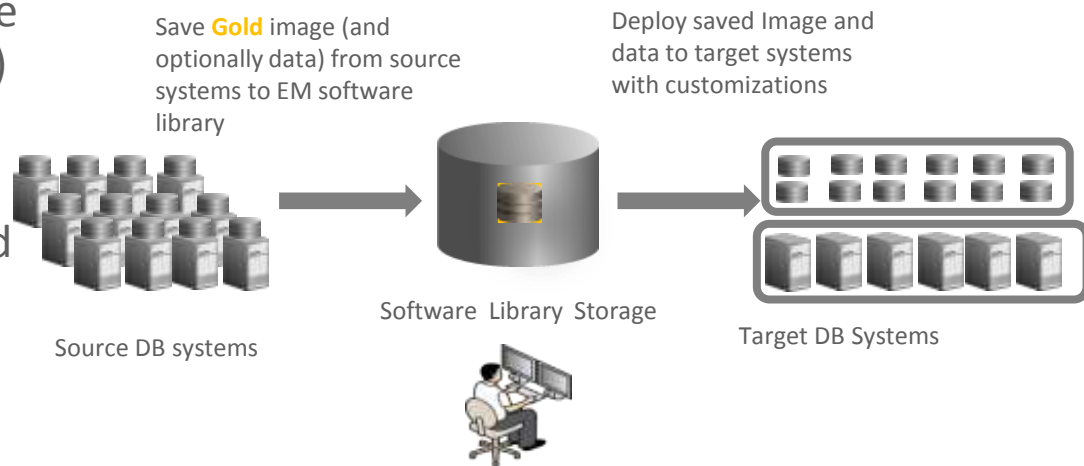 Save Gold image (and
optionally data) from source
systems to EM software
library
Deploy saved Image and
data to target systems
with customizations
Source DB systems
Software Library Storage
Target DB Systems